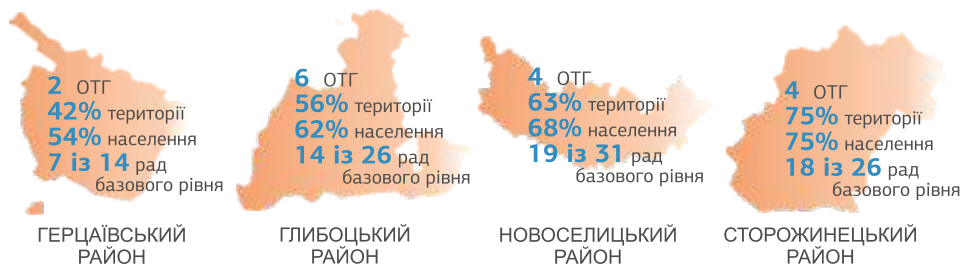 2 ОТГ
42% території
54% населення
7 із 14 рад
базового рівня
ГЕРЦАЇВСЬКИЙ
РАЙОН
6 ОТГ
56% території
62% населення
14 із 26 рад
базового рівня
ГЛИБОЦЬКИЙ
РАЙОН
4 ОТГ
63% території
68% населення
19 із 31 рад
базового рівня
НОВОСЕЛИЦЬКИЙ
РАЙОН
4 ОТГ
75% території
75% населення
18 із 26 рад
базового рівня
СТОРОЖИНЕЦЬКИЙ
РАЙОН